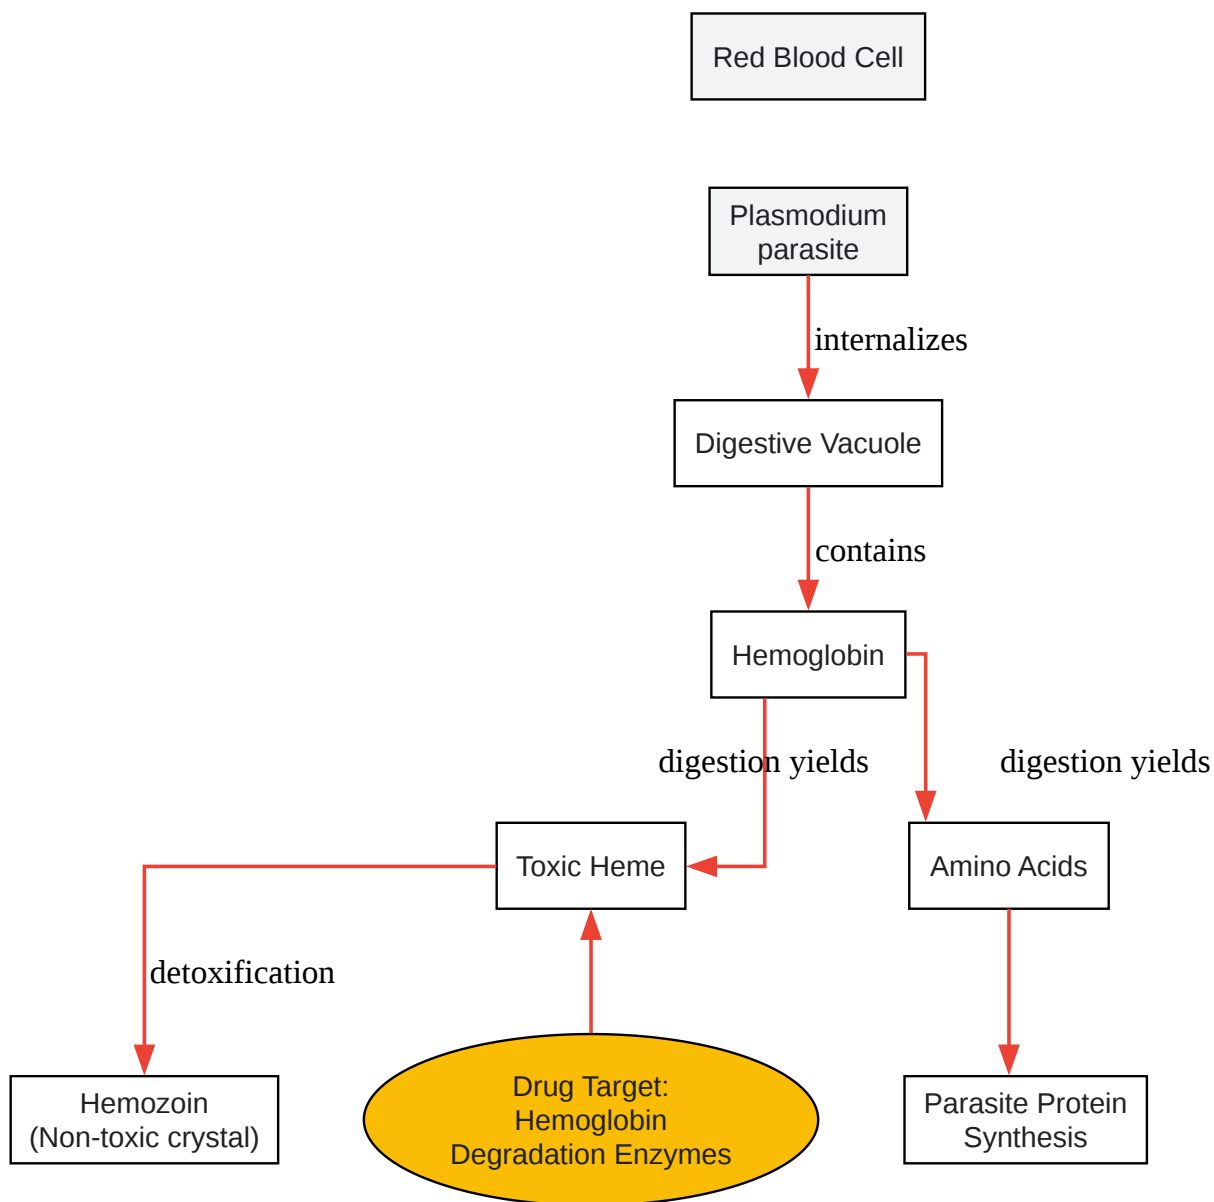 Red Blood Cell
Plasmodium
parasite
internalizes
Digestive Vacuole
contains
Hemoglobin
digestion yields
digestion yields
Toxic Heme
Amino Acids
detoxification
Hemozoin
(Non-toxic crystal)
Drug Target:
Hemoglobin
Degradation Enzymes
Parasite Protein
Synthesis